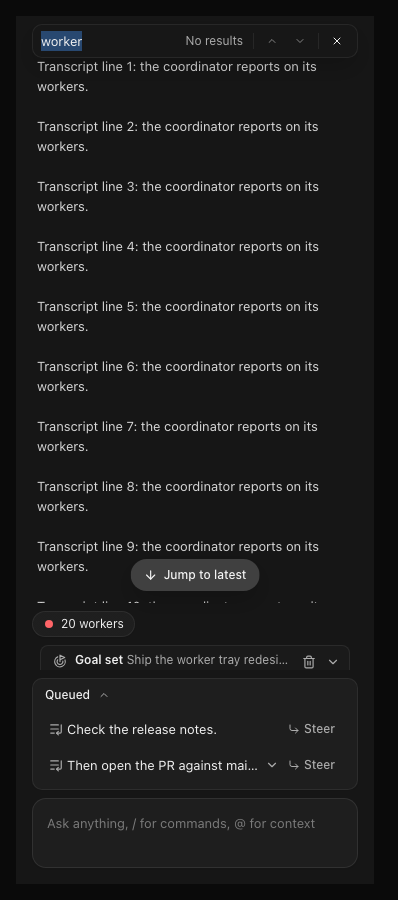 worker No results
Transcript line 1: the coordinator reports on its
workers.
Transcript line 2: the coordinator reports on its
workers.
Transcript line 3: the coordinator reports on its
workers.
Transcript line 4: the coordinator reports on its
workers.
Transcript line 5: the coordinator reports on its
workers.
Transcript line 6: the coordinator reports on its
workers.
Transcript line 7: the coordinator reports on its
workers.
Transcript line 8: the coordinator reports on its
workers.
Transcript line 9: the coordinator reports on its
workers.
Jump to latest
20 workers
Goal set Ship the worker tray redesi...
Queued
Check the release notes. Steer
Then open the PR against mai... Steer
Ask anything, / for commands, @ for context